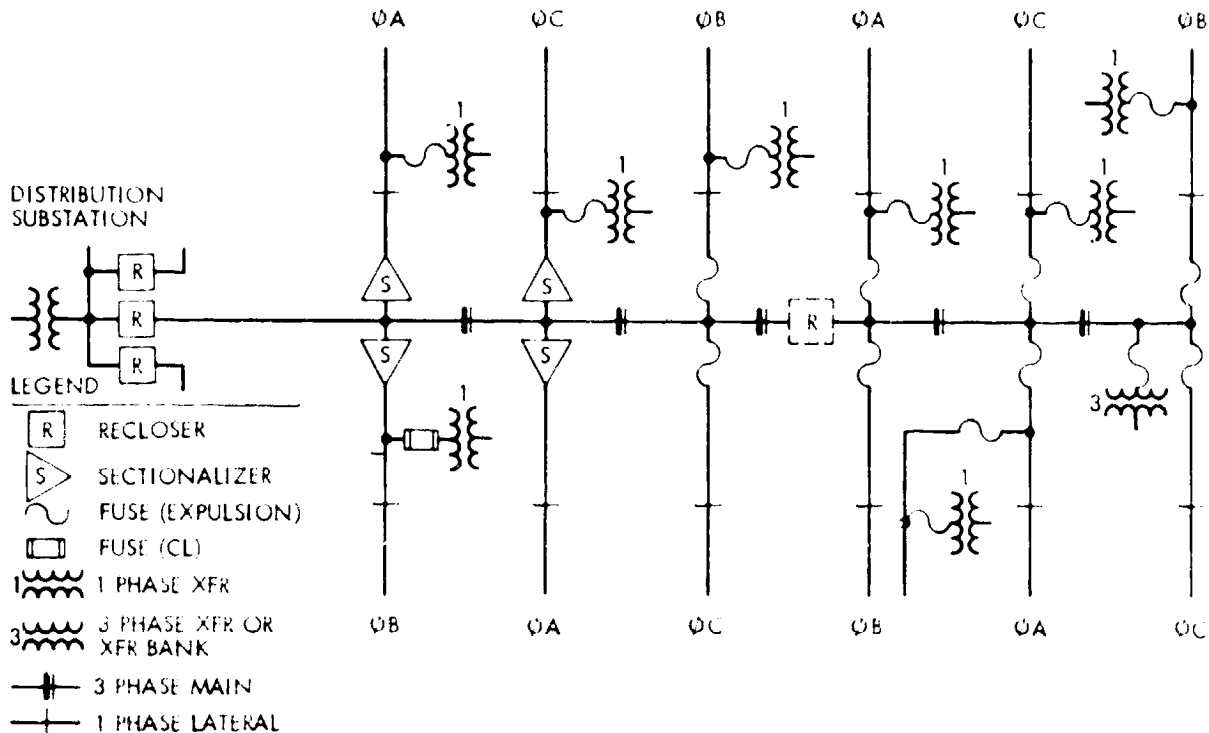 ØA ØC ØB ØA ØC ØB
1
1
1
1
1
1
DISTRIBUTION
SUBSTATION
R
R
R
S
S
R
S
S
1
3
1
LEGEND
R RECLOSER
S SECTIONALIZER
FUSE (EXPULSION)
FUSE (CL)
1 1 PHASE XFR
3 3 PHASE XFR OR
XFR BANK
3 PHASE MAIN
1 PHASE LATERAL
ØB ØA ØC ØB ØA ØC